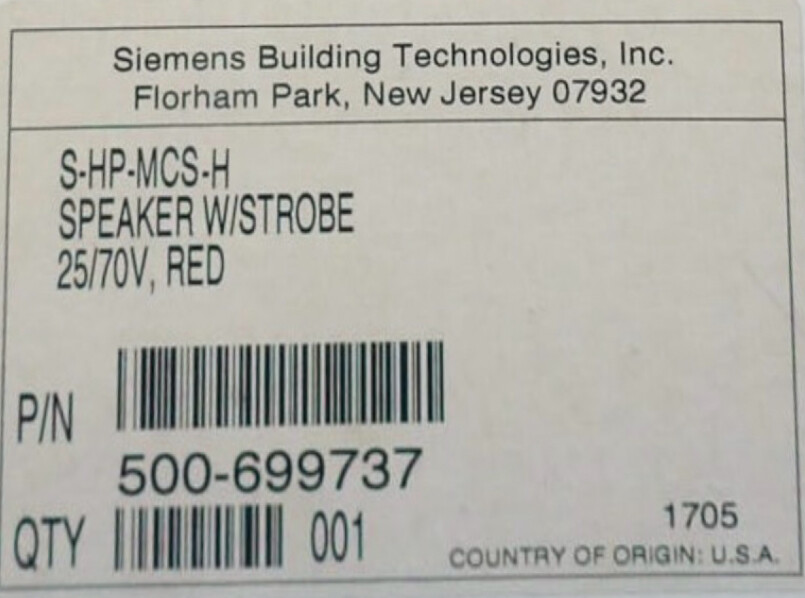 Siemens Building Technologies, Inc.
Florham Park, New Jersey 07932
S-HP-MCS-H
SPEAKER W/STROBE
25/70V, RED
P/N
500-699737
QTY 001
1705
COUNTRY OF ORIGIN: U.S.A.